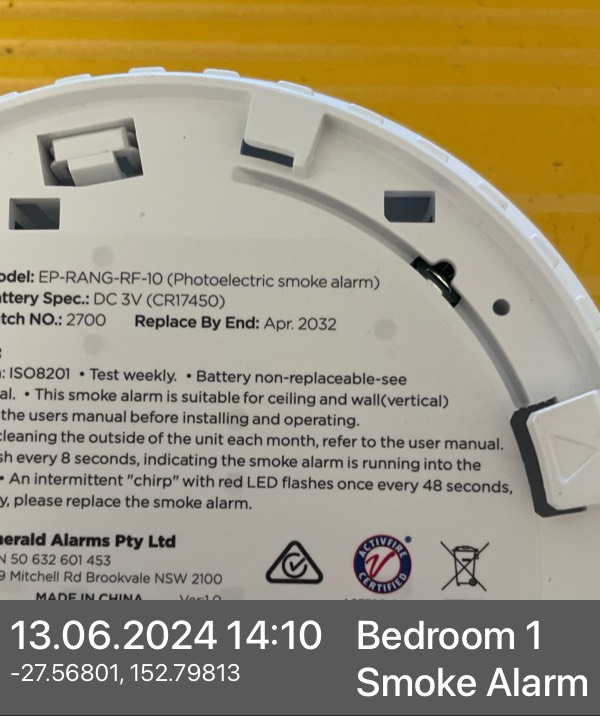 odel: EP-RANG-RF-10 (Photoelectric smoke alarm)
ttery Spec.: DC 3V (CR17450)
tch NO.: 2700 Replace By End: Apr. 2032
: ISO8201 • Test weekly. • Battery non-replaceable-see
al. • This smoke alarm is suitable for ceiling and wall(vertical)
the users manual before installing and operating.
cleaning the outside of the unit each month, refer to the user manual.
sh every 8 seconds, indicating the smoke alarm is running into the
• An intermittent "chirp" with red LED flashes once every 48 seconds,
y, please replace the smoke alarm.
erald Alarms Pty Ltd
N 50 632 601 453
9 Mitchell Rd Brookvale NSW 2100
MADE IN CHINA Ver:1.0
ACTIVFIRE
CERTIFIED
13.06.2024 14:10
-27.56801, 152.79813
Bedroom 1
Smoke Alarm